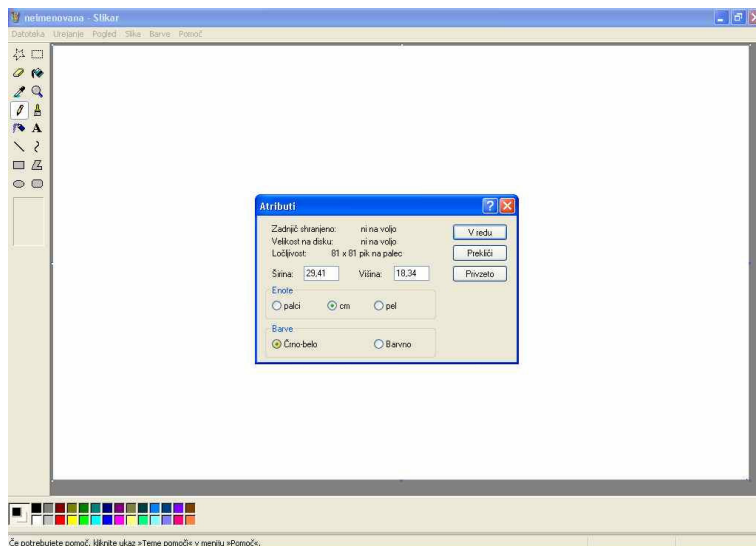 neimenovana - Slikar
Datoteka Urejanje Pogled Slika Barve Pomoč
A
Atributi
Zadnjič shranjeno: ni na voljo
Velikost na disku: ni na voljo
Ločljivost: 81 x 81 pik na palec
Širina: 29,41 Višina: 18,34
Enote
palci cm pel
Barve
Črno-belo Barvno
V redu
Prekliči
Privzeto
Če potrebujete pomoč, kliknite ukaz »Teme pomoči« v meniju »Pomoč«.